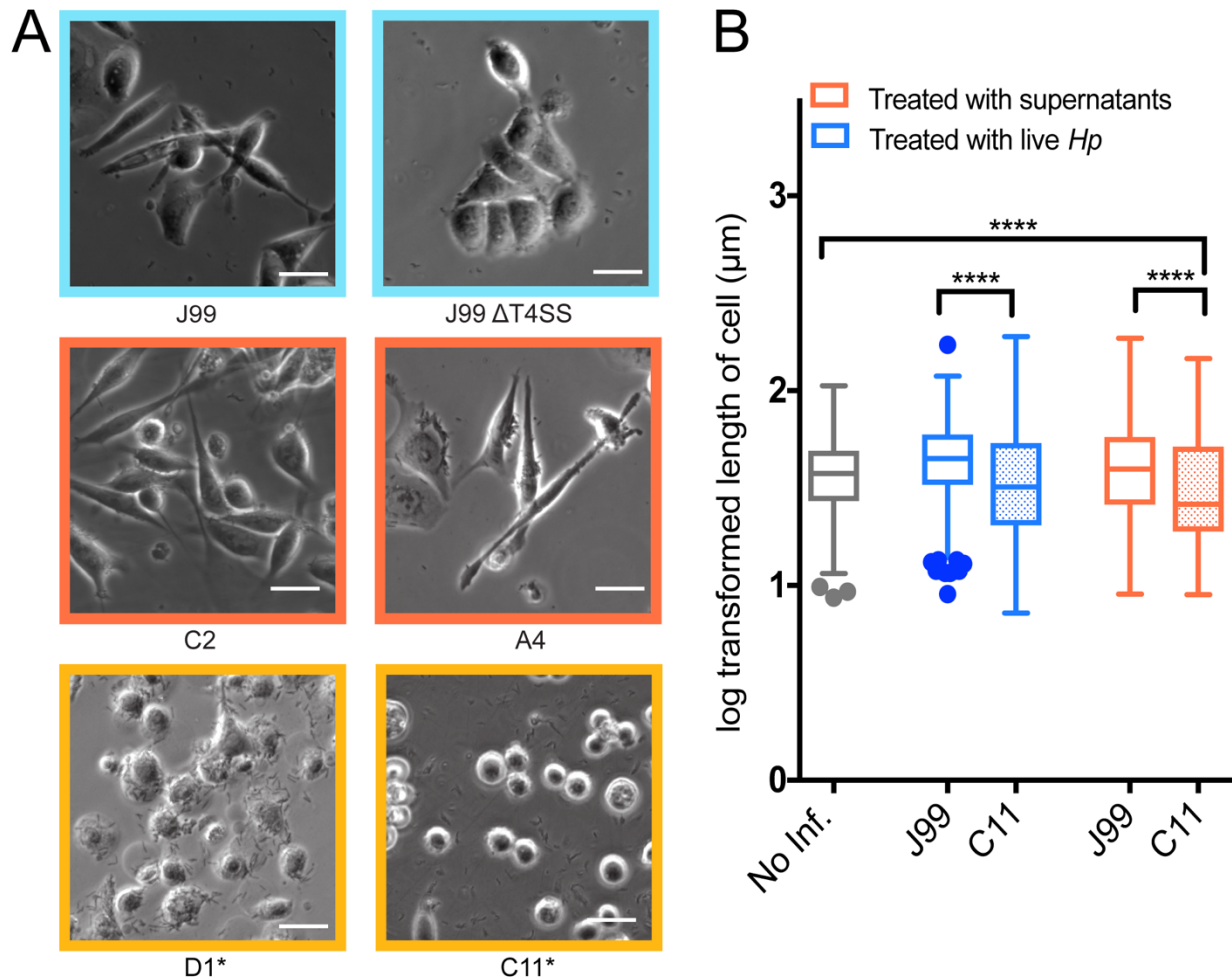 A
J99
J99 ΔT4SS
C2
A4
D1*
C11*
B
Treated with supernatants
Treated with live Hp
log transformed length of cell (µm)
3
2
1
0
****
****
****
No Inf.
J99
C11
J99
C11